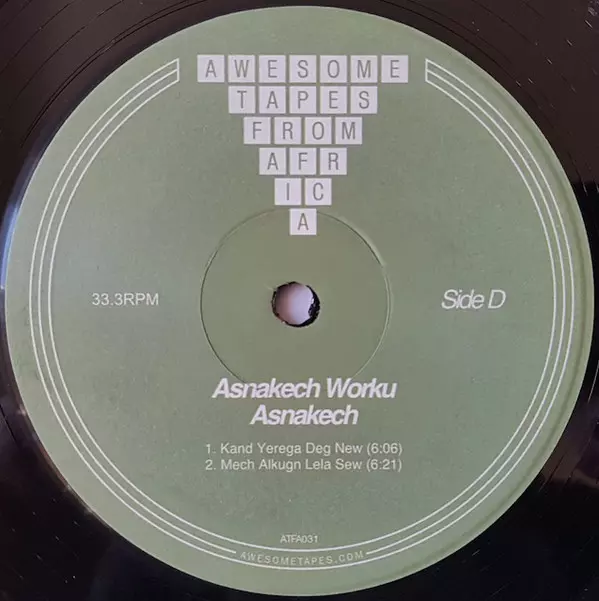 AWESOME
TAPES
FROM
AFR
IC
A
33.3RPM
Side D
Asnakech Worku
Asnakech
1. Kand Yerega Deg New (6:06)
2. Mech Alkugn Lela Sew (6:21)
ATFA031
AWESOMETAPES.COM